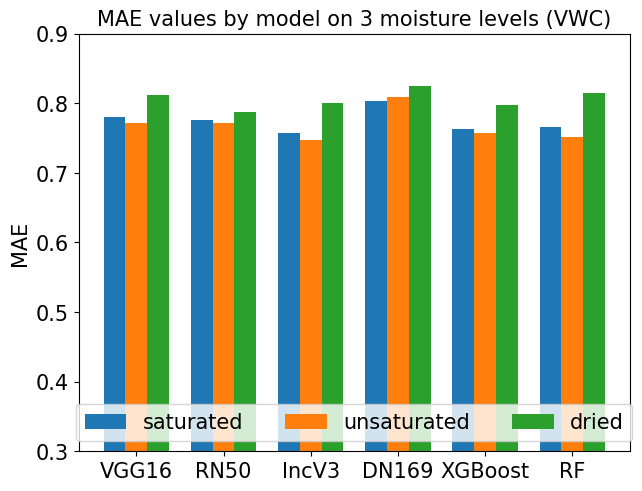 MAE values by model on 3 moisture levels (VWC)
0.9
0.8
0.7
0.6
0.5
0.4
0.3
MAE
saturated unsaturated dried
VGG16 RN50 IncV3 DN169 XGBoost RF